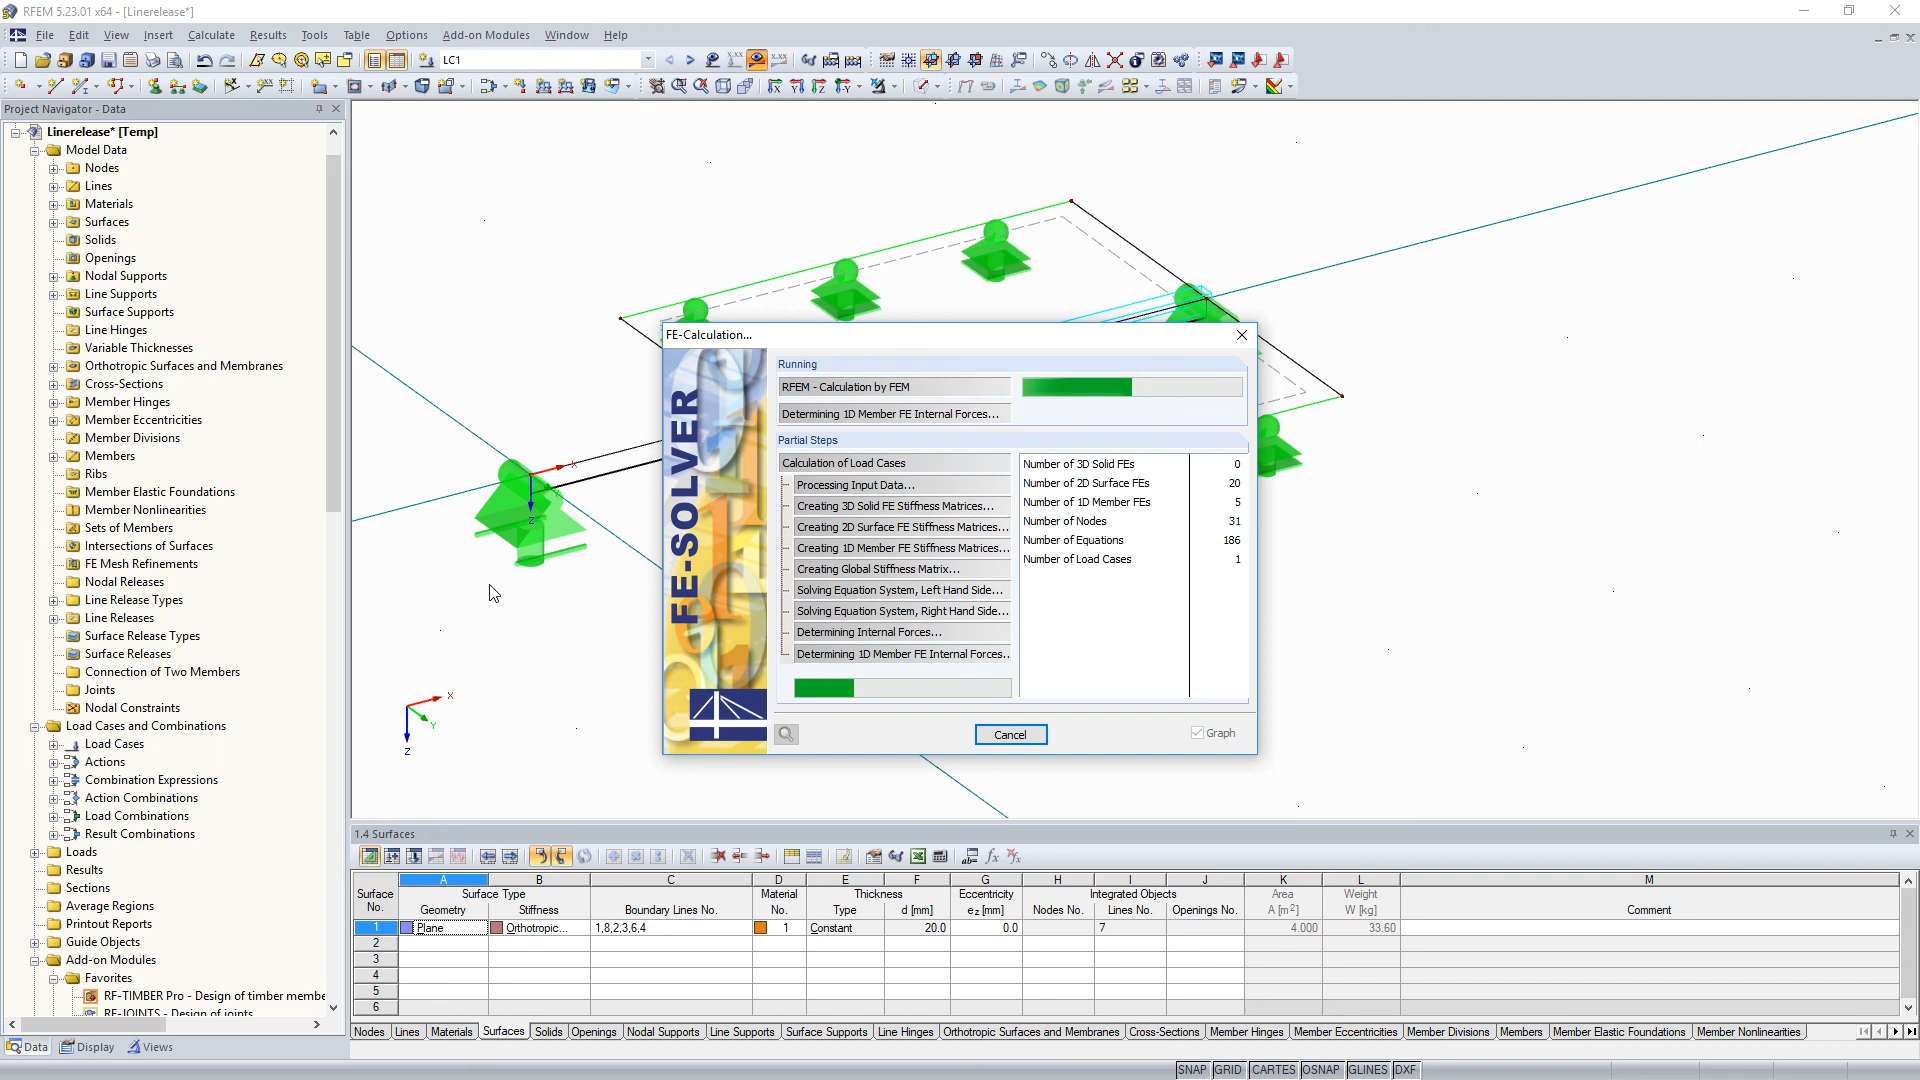 RFEM 5.23.01 x64 - [Linerelease*]
File Edit View Insert Calculate Results Tools Table Options Add-on Modules Window Help
LC1
Project Navigator - Data
Linerelease* [Temp]
Model Data
Nodes
Lines
Materials
Surfaces
Solids
Openings
Nodal Supports
Line Supports
Surface Supports
Line Hinges
Variable Thicknesses
Orthotropic Surfaces and Membranes
Cross-Sections
Member Hinges
Member Eccentricities
Member Divisions
Members
Ribs
Member Elastic Foundations
Member Nonlinearities
Sets of Members
Intersections of Surfaces
FE Mesh Refinements
Nodal Releases
Line Release Types
Line Releases
Surface Release Types
Surface Releases
Connection of Two Members
Joints
Nodal Constraints
Load Cases and Combinations
Load Cases
Actions
Combination Expressions
Action Combinations
Load Combinations
Result Combinations
Loads
Results
Sections
Average Regions
Printout Reports
Guide Objects
Add-on Modules
Favorites
RF-TIMBER Pro - Design of timber membe
RF-JOINTS - Design of joints
Data Display Views
X
Z
X
Y
Z
FE-Calculation...
FE-SOLVER
Running
RFEM - Calculation by FEM
Determining 1D Member FE Internal Forces...
Partial Steps
Calculation of Load Cases
Processing Input Data...
Creating 3D Solid FE Stiffness Matrices...
Creating 2D Surface FE Stiffness Matrices...
Creating 1D Member FE Stiffness Matrices...
Creating Global Stiffness Matrix...
Solving Equation System, Left Hand Side...
Solving Equation System, Right Hand Side...
Determining Internal Forces...
Determining 1D Member FE Internal Forces..
Number of 3D Solid FEs 0
Number of 2D Surface FEs 20
Number of 1D Member FEs 5
Number of Nodes 31
Number of Equations 186
Number of Load Cases 1
Cancel
Graph
1.4 Surfaces
A B C D E F G H I J K L M
Surface Surface Type Material Thickness Eccentricity Integrated Objects Area Weight
No. Geometry Stiffness Boundary Lines No. No. Type d [mm] ez [mm] Nodes No. Lines No. Openings No. A [m2] W [kg] Comment
1 Plane Orthotropic... 1,8,2,3,6,4 1 Constant 20.0 0.0 7 4.000 33.60
2
3
4
5
6
Nodes Lines Materials Surfaces Solids Openings Nodal Supports Line Supports Surface Supports Line Hinges Orthotropic Surfaces and Membranes Cross-Sections Member Hinges Member Eccentricities Member Divisions Members Member Elastic Foundations Member Nonlinearities
SNAP GRID CARTES OSNAP GLINES DXF